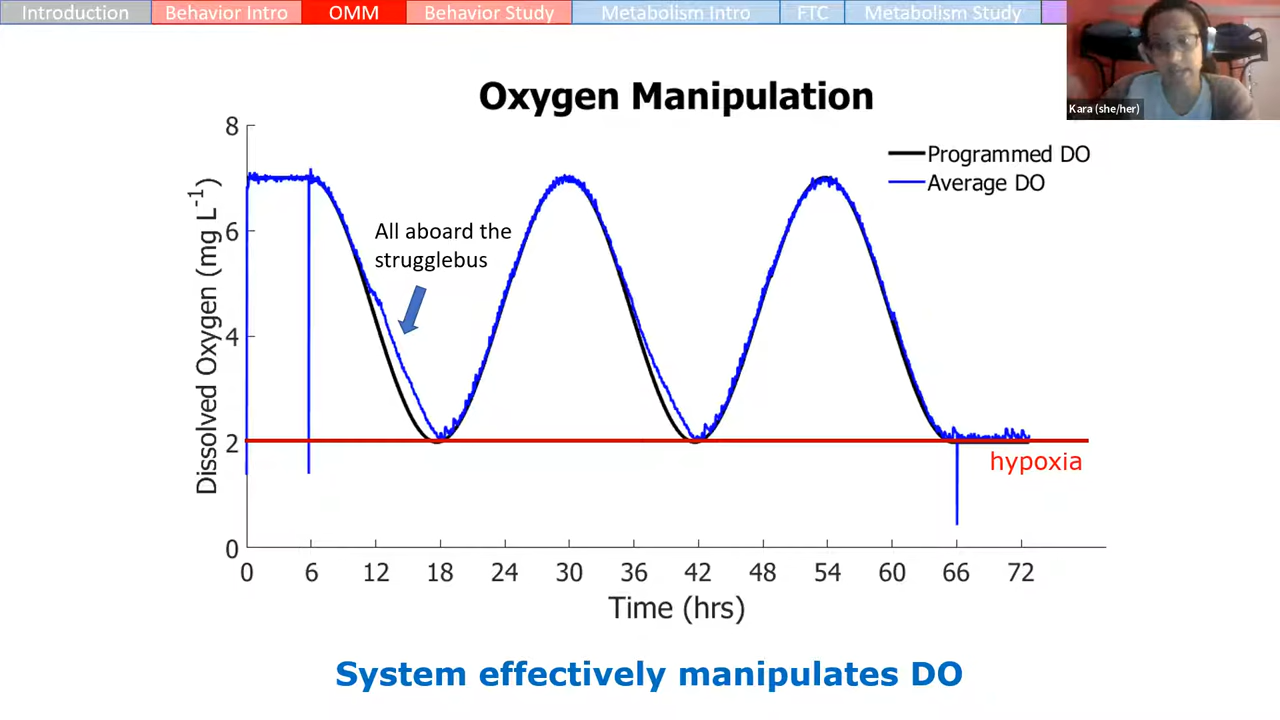 Introduction
Behavior Intro
OMM
Behavior Study
Metabolism Intro
FTC
Metabolism Study
Kara (she/her)
Oxygen Manipulation
Programmed DO
Average DO
All aboard the
strugglebus
Dissolved Oxygen (mg L-1)
8
6
4
2
0
hypoxia
0 6 12 18 24 30 36 42 48 54 60 66 72
Time (hrs)
System effectively manipulates DO